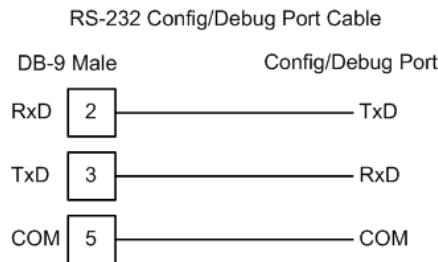 RS-232 Config/Debug Port Cable
DB-9 Male Config/Debug Port
RxD 2 TxD
TxD 3 RxD
COM 5 COM